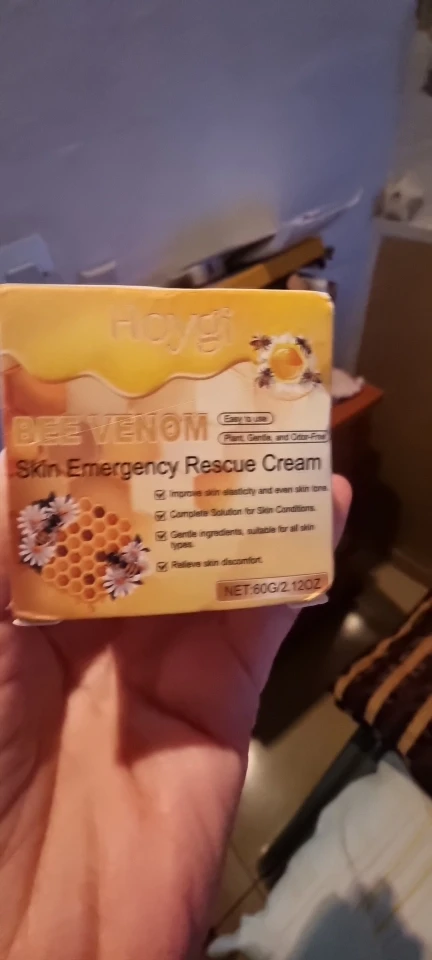 Hoygi
BEE VENOM
Easy to use
Plant, Gentle, and Odor-Free
Skin Emergency Rescue Cream
Improve skin elasticity and even skin tone.
Complete Solution for Skin Conditions.
Gentle ingredients, suitable for all skin
types.
Relieve skin discomfort.
NET:60G/2.12OZ